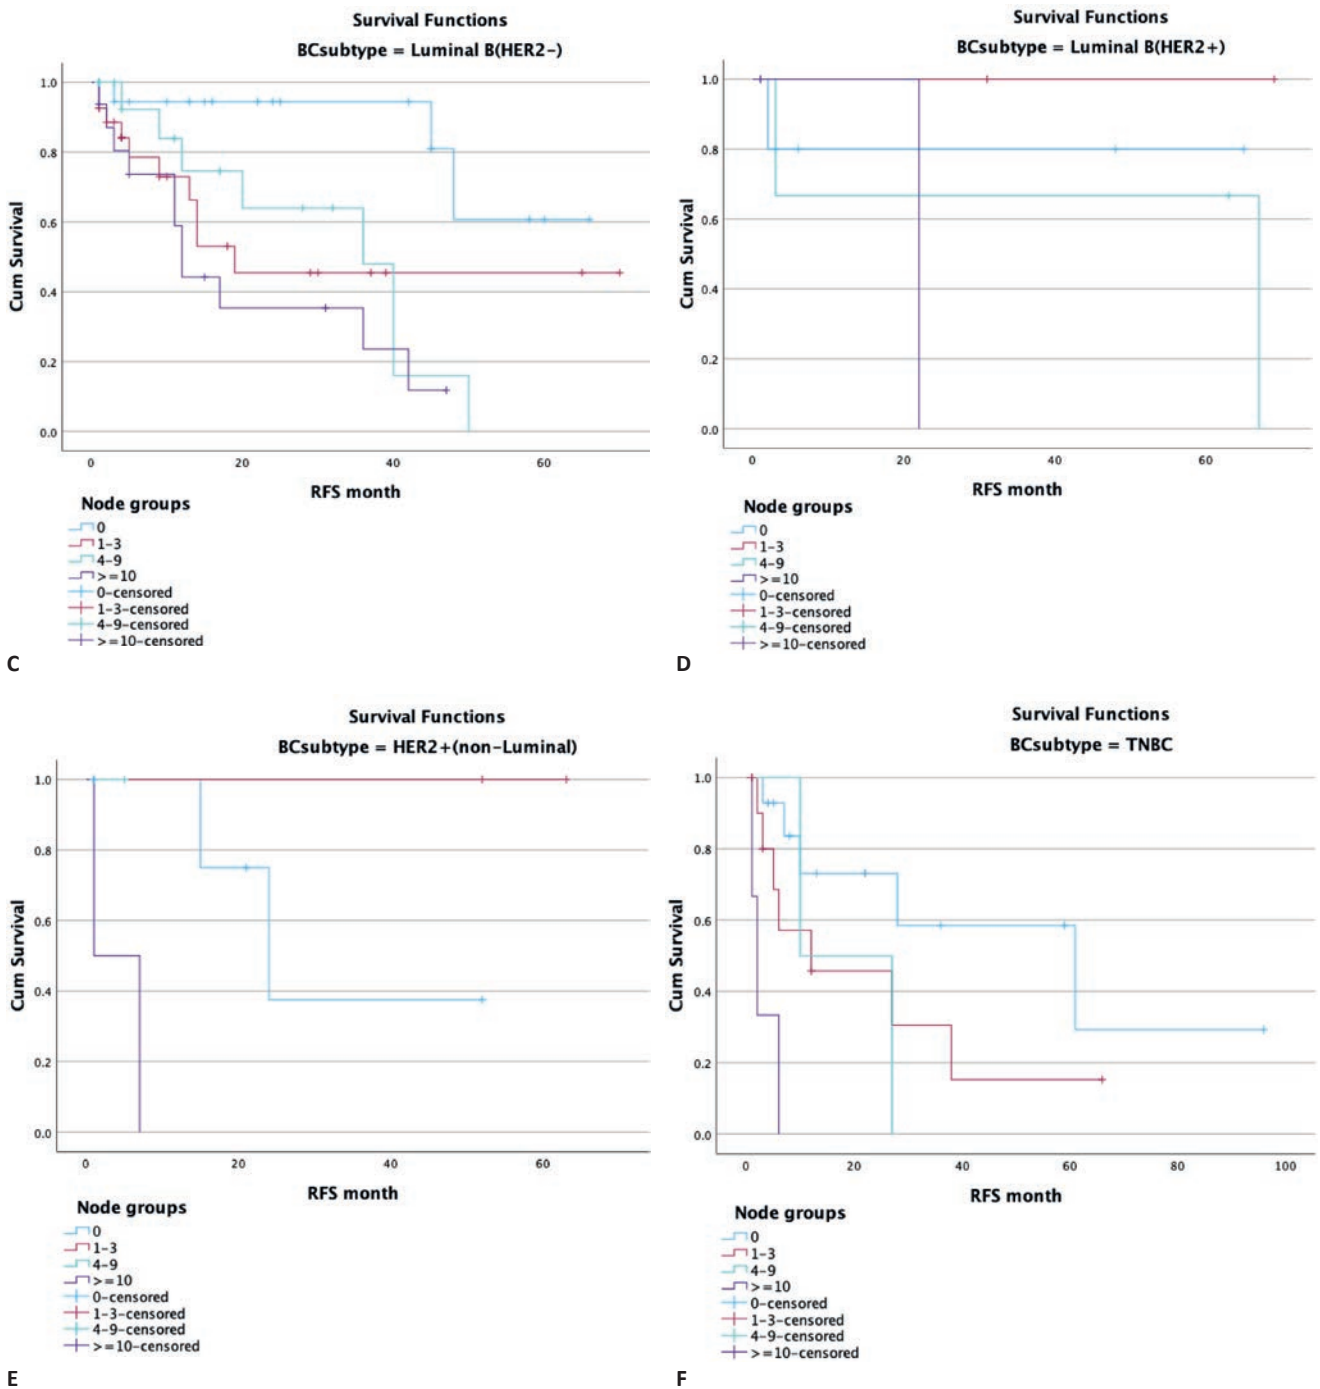 Survival Functions
BCsubtype = Luminal B(HER2-)
1.0
0.8
0.6
0.4
0.2
0.0
Cum Survival
0 20 40 60
RFS month
Node groups
0
1-3
4-9
>=10
0-censored
1-3-censored
4-9-censored
>=10-censored
C
Survival Functions
BCsubtype = Luminal B(HER2+)
1.0
0.8
0.6
0.4
0.2
0.0
Cum Survival
0 20 40 60
RFS month
Node groups
0
1-3
4-9
>=10
0-censored
1-3-censored
4-9-censored
>=10-censored
D
Survival Functions
BCsubtype = HER2+(non-Luminal)
1.0
0.8
0.6
0.4
0.2
0.0
Cum Survival
0 20 40 60
RFS month
Node groups
0
1-3
4-9
>=10
0-censored
1-3-censored
4-9-censored
>=10-censored
E
Survival Functions
BCsubtype = TNBC
1.0
0.8
0.6
0.4
0.2
0.0
Cum Survival
0 20 40 60 80 100
RFS month
Node groups
0
1-3
4-9
>=10
0-censored
1-3-censored
4-9-censored
>=10-censored
F